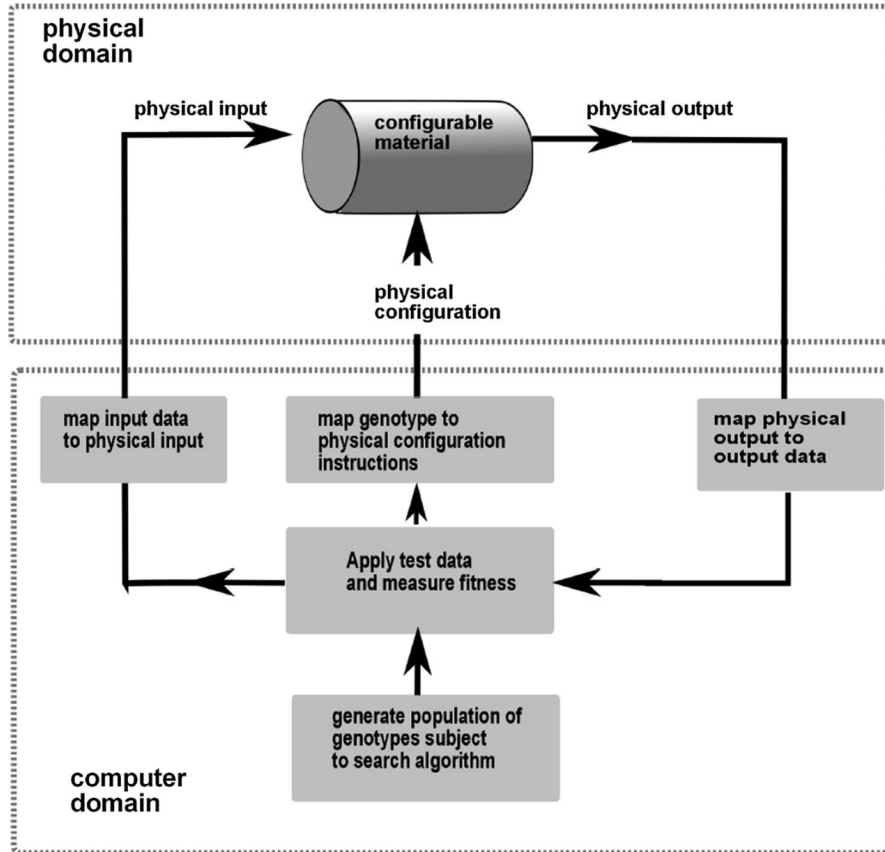 physical
domain
physical input
configurable
material
physical output
physical
configuration
map input data
to physical input
map genotype to
physical configuration
instructions
map physical
output to
output data
Apply test data
and measure fitness
generate population of
genotypes subject
to search algorithm
computer
domain